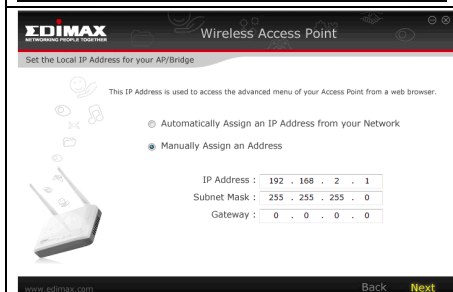 EDIMAX
NETWORKING PEOPLE TOGETHER
Wireless Access Point
Set the Local IP Address for your AP/Bridge
This IP Address is used to access the advanced menu of your Access Point from a web browser.
Automatically Assign an IP Address from your Network
Manually Assign an Address
IP Address : 192 . 168 . 2 . 1
Subnet Mask : 255 . 255 . 255 . 0
Gateway : 0 . 0 . 0 . 0
www.edimax.com
Back Next